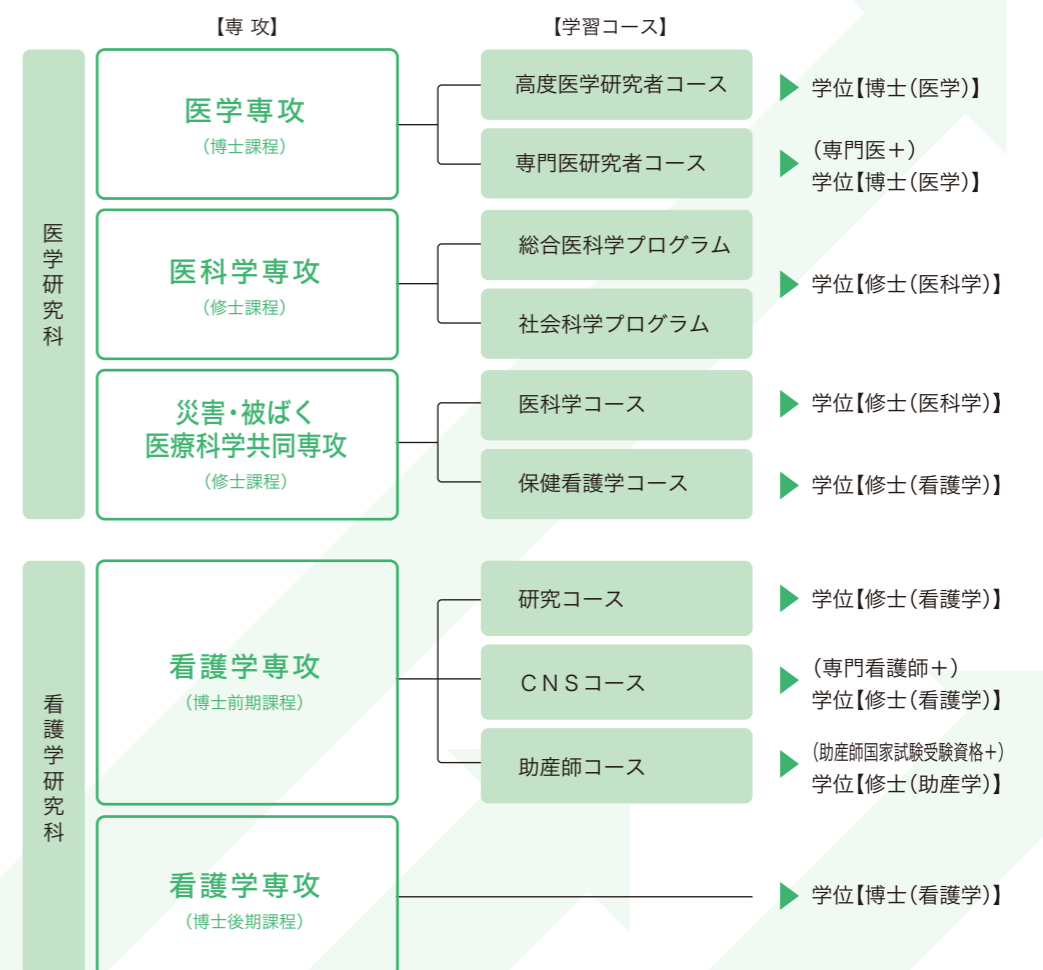 【専 攻】
【学習コース】
医学研究科
医学専攻
(博士課程)
高度医学研究者コース
学位【博士(医学)】
専門医研究者コース
(専門医+)
学位【博士(医学)】
医科学専攻
(修士課程)
総合医科学プログラム
社会科学プログラム
学位【修士(医科学)】
災害・被ばく
医療科学共同専攻
(修士課程)
医科学コース
学位【修士(医科学)】
保健看護学コース
学位【修士(看護学)】
看護学研究科
看護学専攻
(博士前期課程)
研究コース
学位【修士(看護学)】
CNSコース
(専門看護師+)
学位【修士(看護学)】
助産師コース
(助産師国家試験受験資格+)
学位【修士(助産学)】
看護学専攻
(博士後期課程)
学位【博士(看護学)】